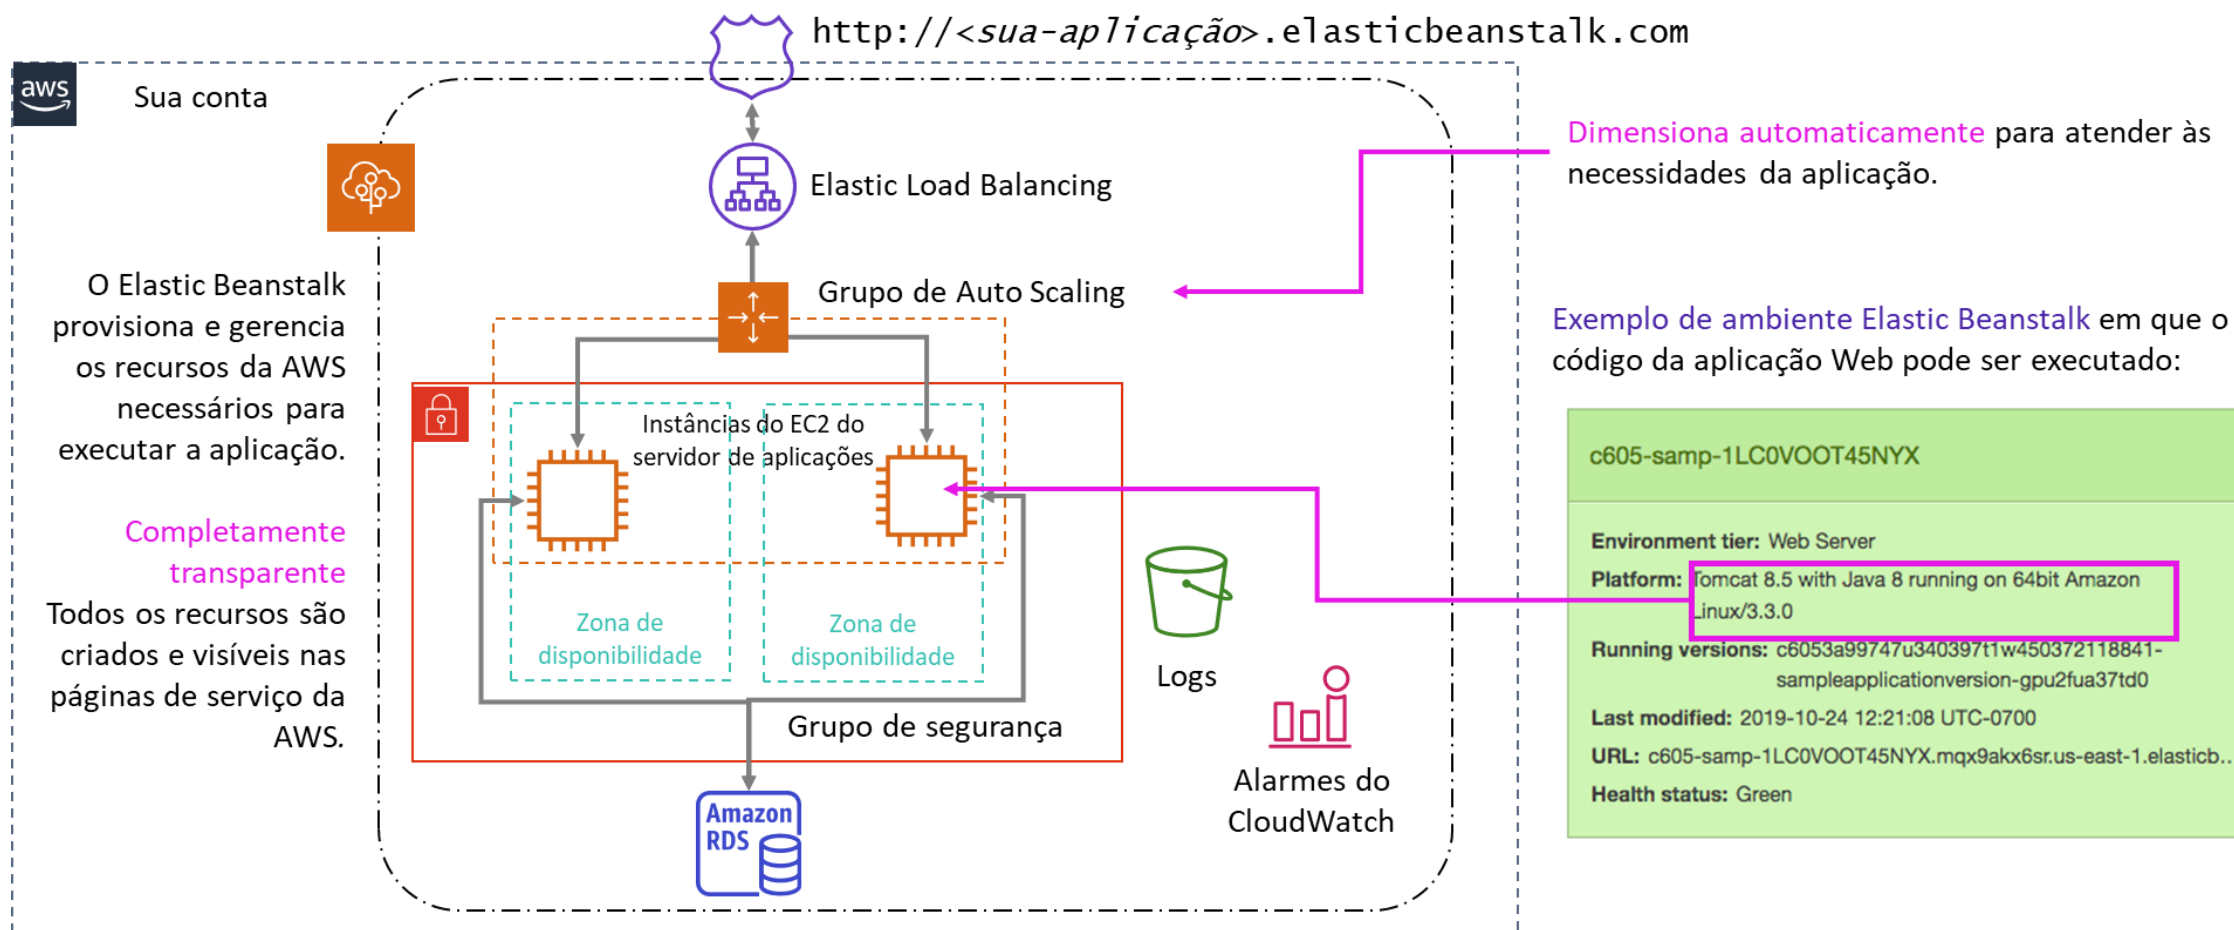 http://<sua-aplicação>.elasticbeanstalk.com
aws
Sua conta
Elastic Load Balancing
Grupo de Auto Scaling
O Elastic Beanstalk
provisiona e gerencia
os recursos da AWS
necessários para
executar a aplicação.
Completamente
transparente
Todos os recursos são
criados e visíveis nas
páginas de serviço da
AWS.
Instâncias do EC2 do
servidor de aplicações
Zona de
disponibilidade
Zona de
disponibilidade
Grupo de segurança
Amazon
RDS
Logs
Alarmes do
CloudWatch
Dimensiona automaticamente para atender às
necessidades da aplicação.
Exemplo de ambiente Elastic Beanstalk em que o
código da aplicação Web pode ser executado:
c605-samp-1LC0VOOT45NYX
Environment tier: Web Server
Platform: Tomcat 8.5 with Java 8 running on 64bit Amazon
Linux/3.3.0
Running versions: c6053a99747u340397t1w450372118841-
sampleapplicationversion-gpu2fua37td0
Last modified: 2019-10-24 12:21:08 UTC-0700
URL: c605-samp-1LC0VOOT45NYX.mqx9akx6sr.us-east-1.elasticb...
Health status: Green